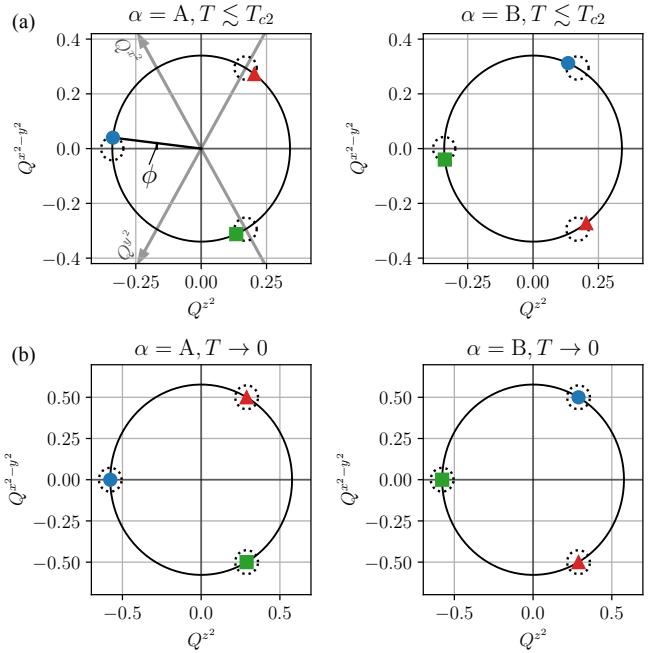 (a)
α = A, T ≲ T_{c2}
α = B, T ≲ T_{c2}
0.4
0.2
0.0
−0.2
−0.4
Q^{x²−y²}
Q_{x²}
Q_{y²}
ϕ
−0.25
0.00
0.25
Q^{z²}
0.4
0.2
0.0
−0.2
−0.4
Q^{x²−y²}
−0.25
0.00
0.25
Q^{z²}
(b)
α = A, T → 0
α = B, T → 0
0.50
0.25
0.00
−0.25
−0.50
Q^{x²−y²}
−0.5
0.0
0.5
Q^{z²}
0.50
0.25
0.00
−0.25
−0.50
Q^{x²−y²}
−0.5
0.0
0.5
Q^{z²}